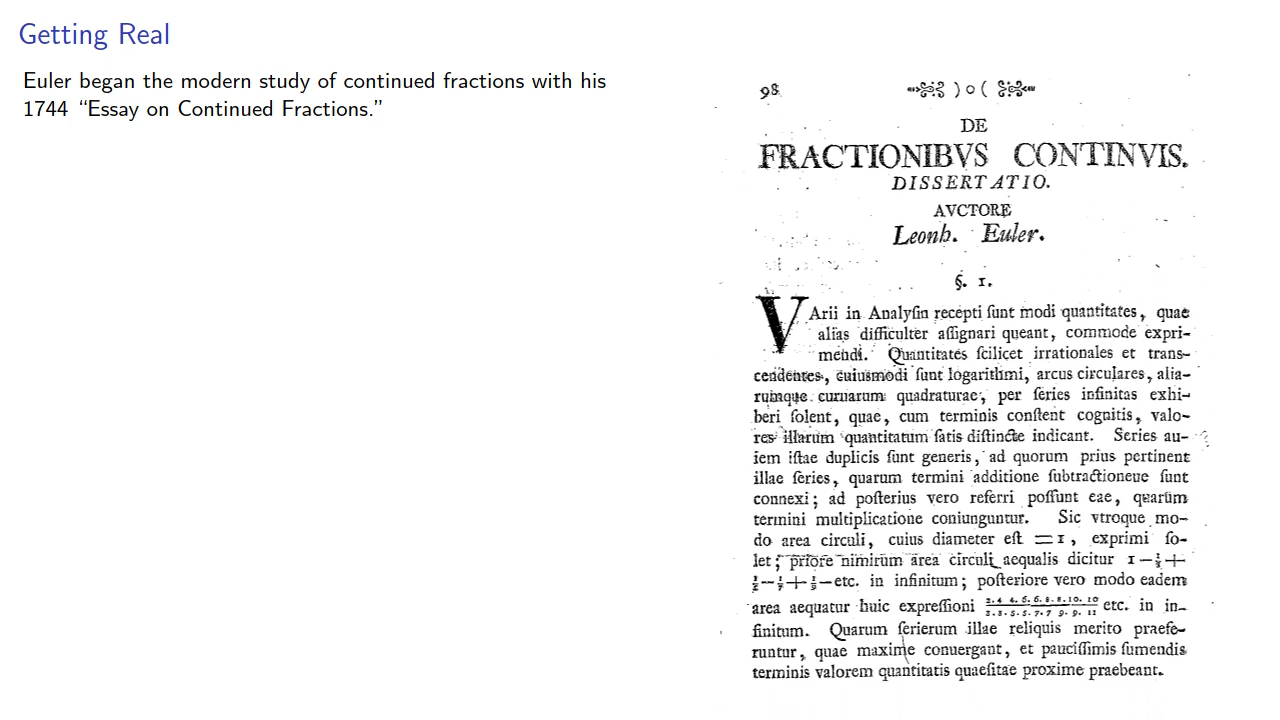 Getting Real
Euler began the modern study of continued fractions with his
1744 “Essay on Continued Fractions.”
98 ) o (
DE
FRACTIONIBVS CONTINVIS.
DISSERTATIO.
AVCTORE
Leonh. Euler.
§. 1.
VArii in Analyſin recepti ſunt modi quantitates, quae
alias difficulter aſſignari queant, commode expri-
mendi. Quantitates ſcilicet irrationales et trans-
cendentes, cuiusmodi ſunt logarithmi, arcus circulares, alia-
rumque curuarum quadraturae, per ſeries infinitas exhi-
beri ſolent, quae, cum terminis conſtent cognitis, valo-
res illarum quantitatum ſatis diſtincte indicant. Series au-
tem iſtae duplicis ſunt generis, ad quorum prius pertinent
illae ſeries, quarum termini additione ſubtractioneue ſunt
connexi; ad poſterius vero referri poſſunt eae, quarum
termini multiplicatione coniunguntur. Sic vtroque mo-
do area circuli, cuius diameter eſt =1, exprimi ſo-
let; priore nimirum area circuli aequalis dicitur 1-⅓+
-+-etc. in infinitum; poſteriore vero modo eadem
area aequatur huic expreſſioni etc. in in-
finitum. Quarum ſerierum illae reliquis merito praefe-
runtur, quae maxime conuergant, et pauciſſimis ſumendis
terminis valorem quantitatis quaeſitae proxime praebeant.